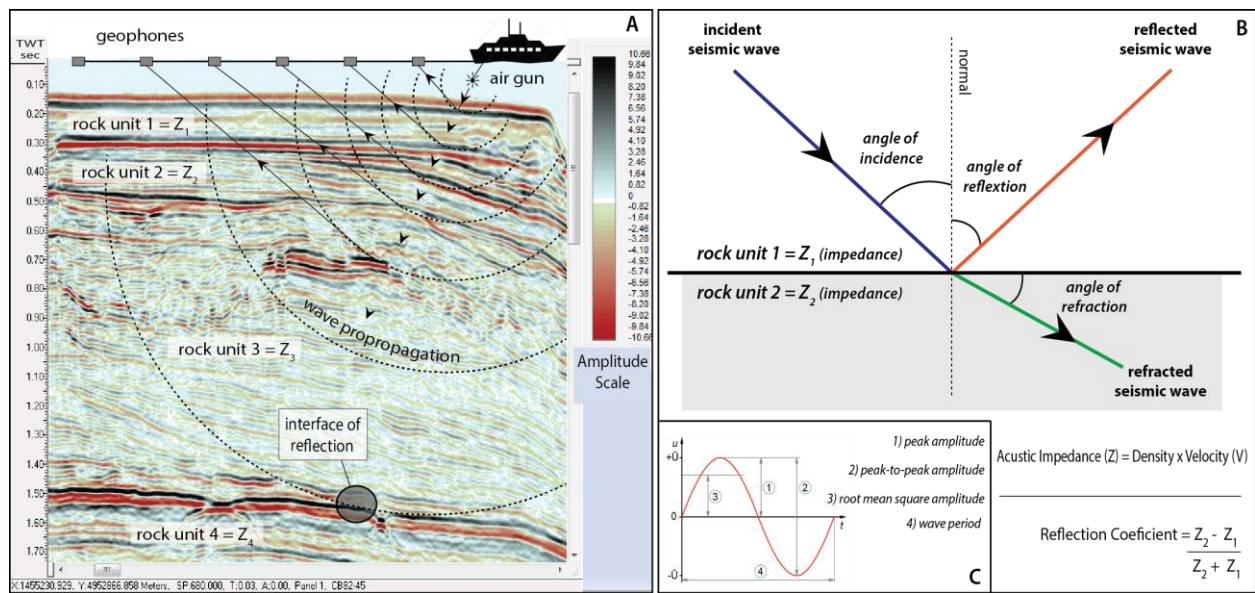 A
TWT
sec
geophones
air gun
0.10
0.20
0.30
0.40
0.50
0.60
0.70
0.80
0.90
1.00
1.10
1.20
1.30
1.40
1.50
1.60
1.70
rock unit 1 = Z1
rock unit 2 = Z2
wave propropagation
rock unit 3 = Z3
interface of
reflection
rock unit 4 = Z4
10.66
9.84
9.02
8.20
7.38
6.56
5.74
4.92
4.10
3.28
2.46
1.64
0.82
0
-0.82
-1.64
-2.46
-3.28
-4.10
-4.92
-5.74
-6.56
-7.38
-8.20
-9.02
-9.84
-10.66
Amplitude
Scale
X:1455230.929, Y:4952866.858 Meters, SP:680.000, T:0.03, A:0.00, Panel 1, CB82-45
B
incident
seismic wave
normal
reflected
seismic wave
angle of
incidence
angle of
reflextion
rock unit 1 = Z1 (impedance)
rock unit 2 = Z2 (impedance)
angle of
refraction
refracted
seismic wave
C
u
+û
0
-û
t
1
2
3
4
1) peak amplitude
2) peak-to-peak amplitude
3) root mean square amplitude
4) wave period
Acustic Impedance (Z) = Density x Velocity (V)
Reflection Coeficient = Z2 - Z1
Z2 + Z1